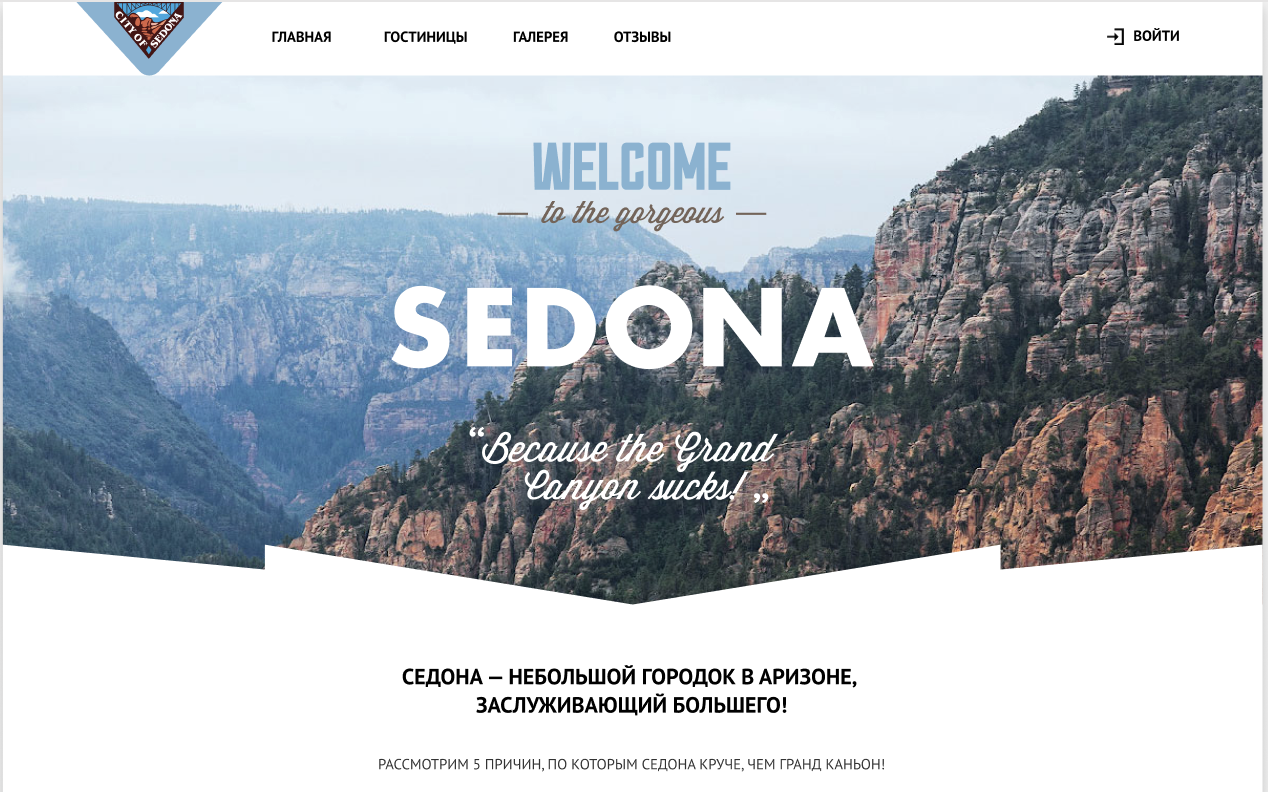 CITY OF SEDONA
ГЛАВНАЯ ГОСТИНИЦЫ ГАЛЕРЕЯ ОТЗЫВЫ ВОЙТИ
WELCOME
to the gorgeous
SEDONA
“Because the Grand
Canyon sucks!„
СЕДОНА — НЕБОЛЬШОЙ ГОРОДОК В АРИЗОНЕ,
ЗАСЛУЖИВАЮЩИЙ БОЛЬШЕГО!
РАССМОТРИМ 5 ПРИЧИН, ПО КОТОРЫМ СЕДОНА КРУЧЕ, ЧЕМ ГРАНД КАНЬОН!